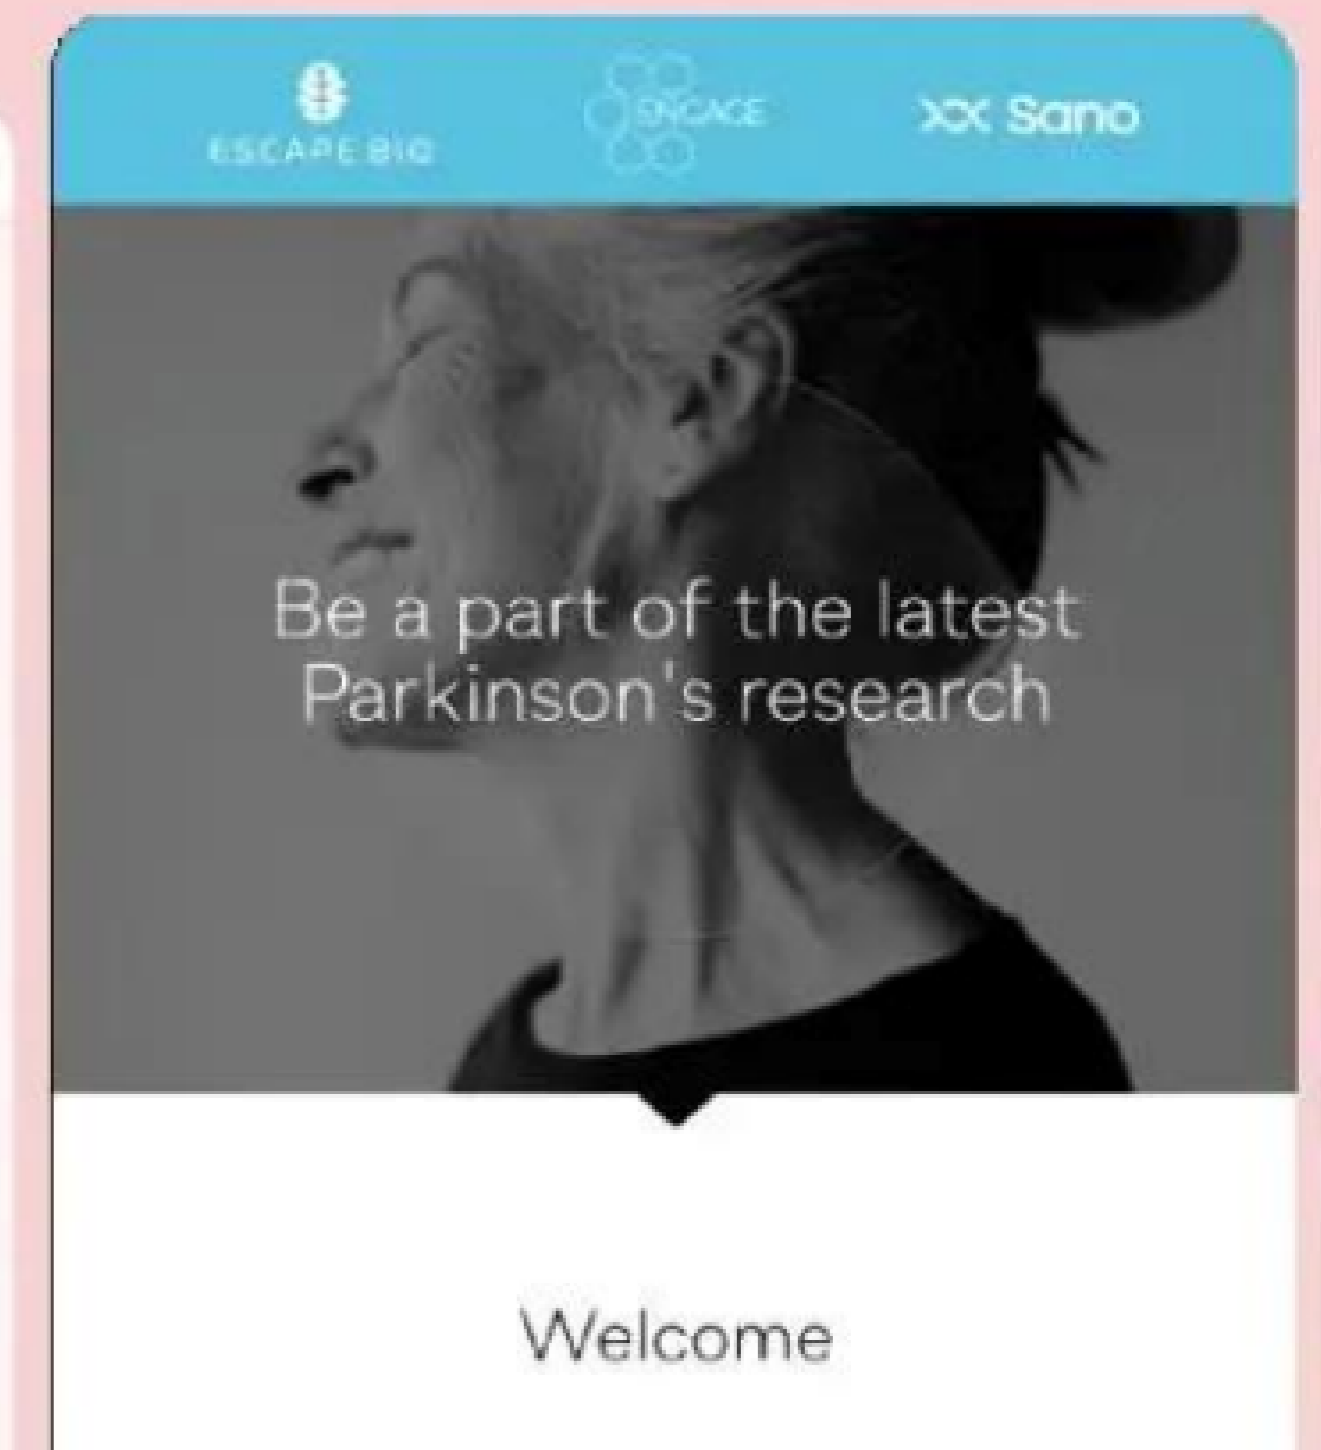 ESCAPE BIO
ENGAGE
Sano
Be a part of the latest
Parkinson's research
Welcome